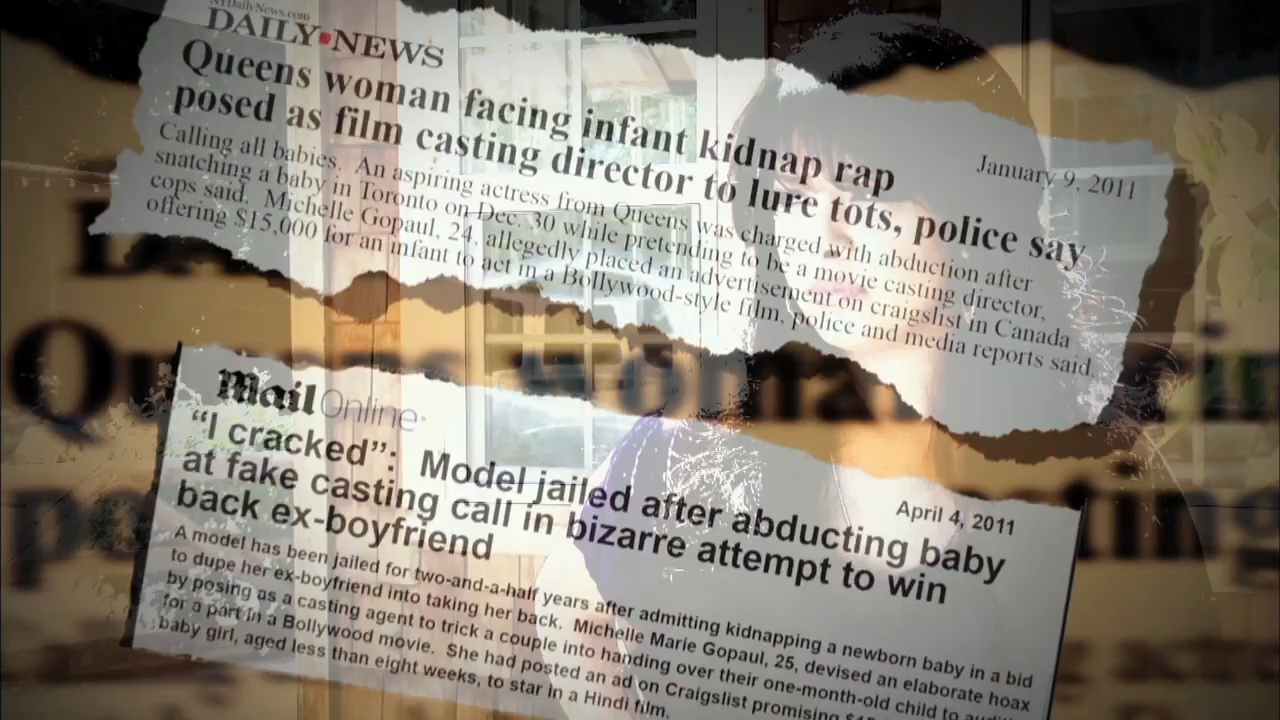 NYDailyNews.com
DAILY NEWS
Queens woman facing infant kidnap rap
posed as film casting director to lure tots, police say
January 9, 2011
Calling all babies. An aspiring actress from Queens was charged with abduction after
snatching a baby in Toronto on Dec. 30 while pretending to be a movie casting director,
cops said. Michelle Gopaul, 24, allegedly placed an advertisement on craigslist in Canada
offering $15,000 for an infant to act in a Bollywood-style film, police and media reports said.
Mail Online
April 4, 2011
“I cracked”: Model jailed after abducting baby
at fake casting call in bizarre attempt to win
back ex-boyfriend
A model has been jailed for two-and-a-half years after admitting kidnapping a newborn baby in a bid
to dupe her ex-boyfriend into taking her back. Michelle Marie Gopaul, 25, devised an elaborate hoax
by posing as a casting agent to trick a couple into handing over their one-month-old child to
for a part in a Bollywood movie. She had posted an ad on Craigslist promising
baby girl, aged less than eight weeks, to star in a Hindi film.